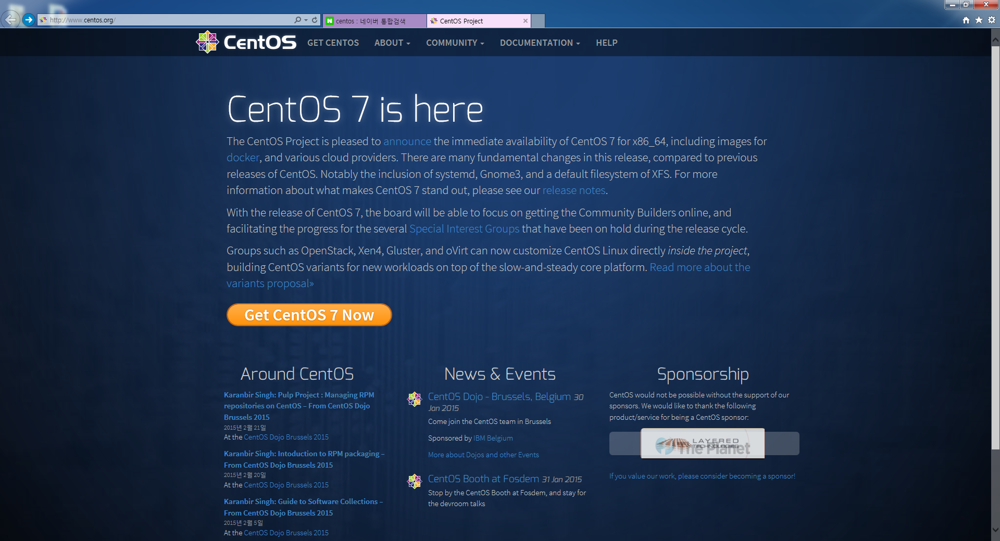 http://www.centos.org/
centos : 네이버 통합검색
CentOS Project
CentOS
GET CENTOS
ABOUT
COMMUNITY
DOCUMENTATION
HELP
CentOS 7 is here
The CentOS Project is pleased to announce the immediate availability of CentOS 7 for x86_64, including images for
docker, and various cloud providers. There are many fundamental changes in this release, compared to previous
releases of CentOS. Notably the inclusion of systemd, Gnome3, and a default filesystem of XFS. For more
information about what makes CentOS 7 stand out, please see our release notes.
With the release of CentOS 7, the board will be able to focus on getting the Community Builders online, and
facilitating the progress for the several Special Interest Groups that have been on hold during the release cycle.
Groups such as OpenStack, Xen4, Gluster, and oVirt can now customize CentOS Linux directly inside the project,
building CentOS variants for new workloads on top of the slow-and-steady core platform. Read more about the
variants proposal»
Get CentOS 7 Now
Around CentOS
Karanbir Singh: Pulp Project : Managing RPM
repositories on CentOS – From CentOS Dojo
Brussels 2015
2015년 2월 21일
At the CentOS Dojo Brussels 2015
Karanbir Singh: Intoduction to RPM packaging –
From CentOS Dojo Brussels 2015
2015년 2월 20일
At the CentOS Dojo Brussels 2015
Karanbir Singh: Guide to Software Collections –
From CentOS Dojo Brussels 2015
2015년 2월 5일
At the CentOS Dojo Brussels 2015
News & Events
CentOS Dojo - Brussels, Belgium 30
Jan 2015
Come join the CentOS team in Brussels
Sponsored by IBM Belgium
More about Dojos and other Events
CentOS Booth at Fosdem 31 Jan 2015
Stop by the CentOS Booth at Fosdem, and stay for
the devroom talks
Sponsorship
CentOS would not be possible without the support of our
sponsors. We would like to thank the following
product/service for being a CentOS sponsor:
LAYERED
TECHNOLOGIES
The Planet
If you value our work, please consider becoming a sponsor!